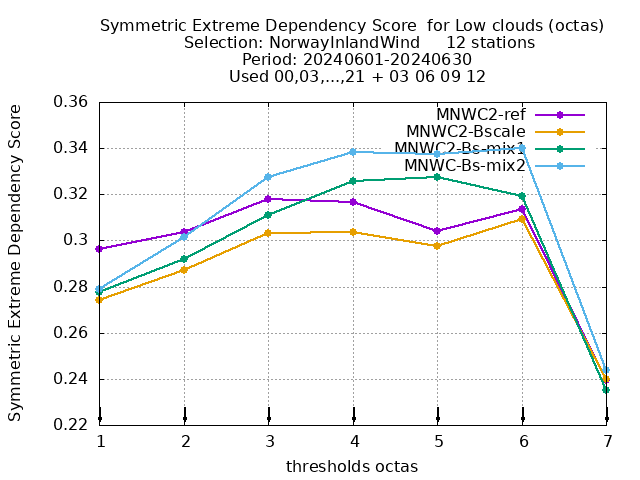 Symmetric Extreme Dependency Score for Low clouds (octas)
Selection: NorwayInlandWind 12 stations
Period: 20240601-20240630
Used 00,03,...,21 + 03 06 09 12
Symmetric Extreme Dependency Score
0.36
0.34
0.32
0.3
0.28
0.26
0.24
0.22
MNWC2-ref
MNWC2-Bscale
MNWC2-Bs-mix1
MNWC-Bs-mix2
1 2 3 4 5 6 7
thresholds octas